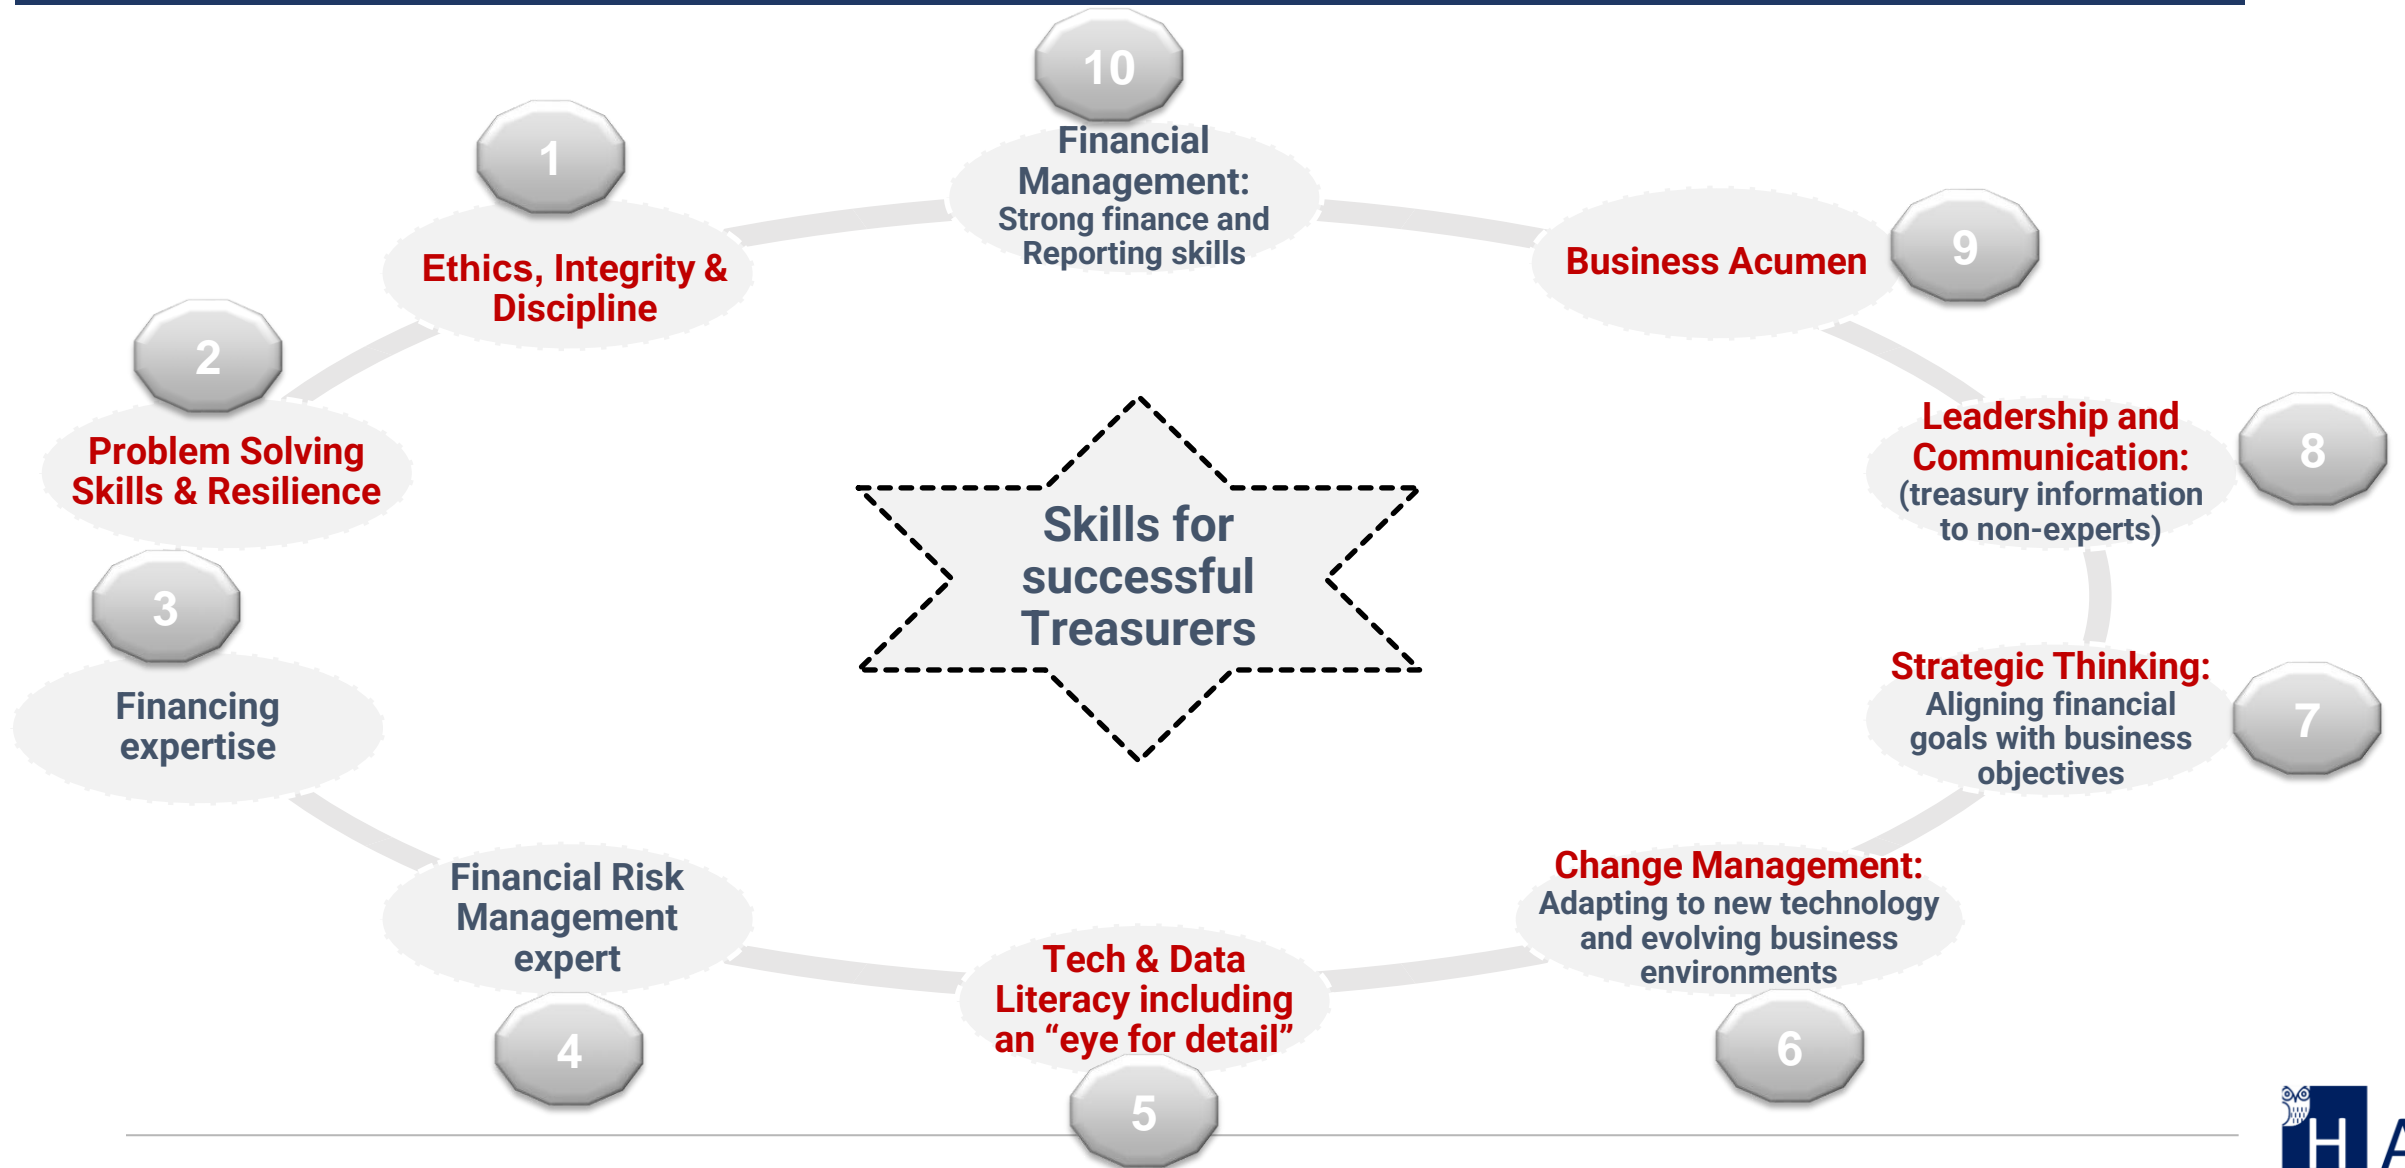 10
Financial
Management:
Strong finance and
Reporting skills
1
Ethics, Integrity &
Discipline
9
Business Acumen
2
Problem Solving
Skills & Resilience
8
Leadership and
Communication:
(treasury information
to non-experts)
Skills for
successful
Treasurers
3
Financing
expertise
7
Strategic Thinking:
Aligning financial
goals with business
objectives
4
Financial Risk
Management
expert
5
Tech & Data
Literacy including
an “eye for detail”
6
Change Management:
Adapting to new technology
and evolving business
environments
H A